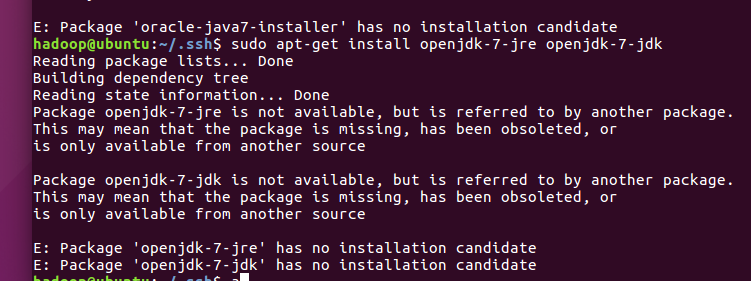 E: Package 'oracle-java7-installer' has no installation candidate
hadoop@ubuntu:~/.ssh$ sudo apt-get install openjdk-7-jre openjdk-7-jdk
Reading package lists... Done
Building dependency tree
Reading state information... Done
Package openjdk-7-jre is not available, but is referred to by another package.
This may mean that the package is missing, has been obsoleted, or
is only available from another source
Package openjdk-7-jdk is not available, but is referred to by another package.
This may mean that the package is missing, has been obsoleted, or
is only available from another source
E: Package 'openjdk-7-jre' has no installation candidate
E: Package 'openjdk-7-jdk' has no installation candidate
hadoop@ubuntu:~/.ssh$ a